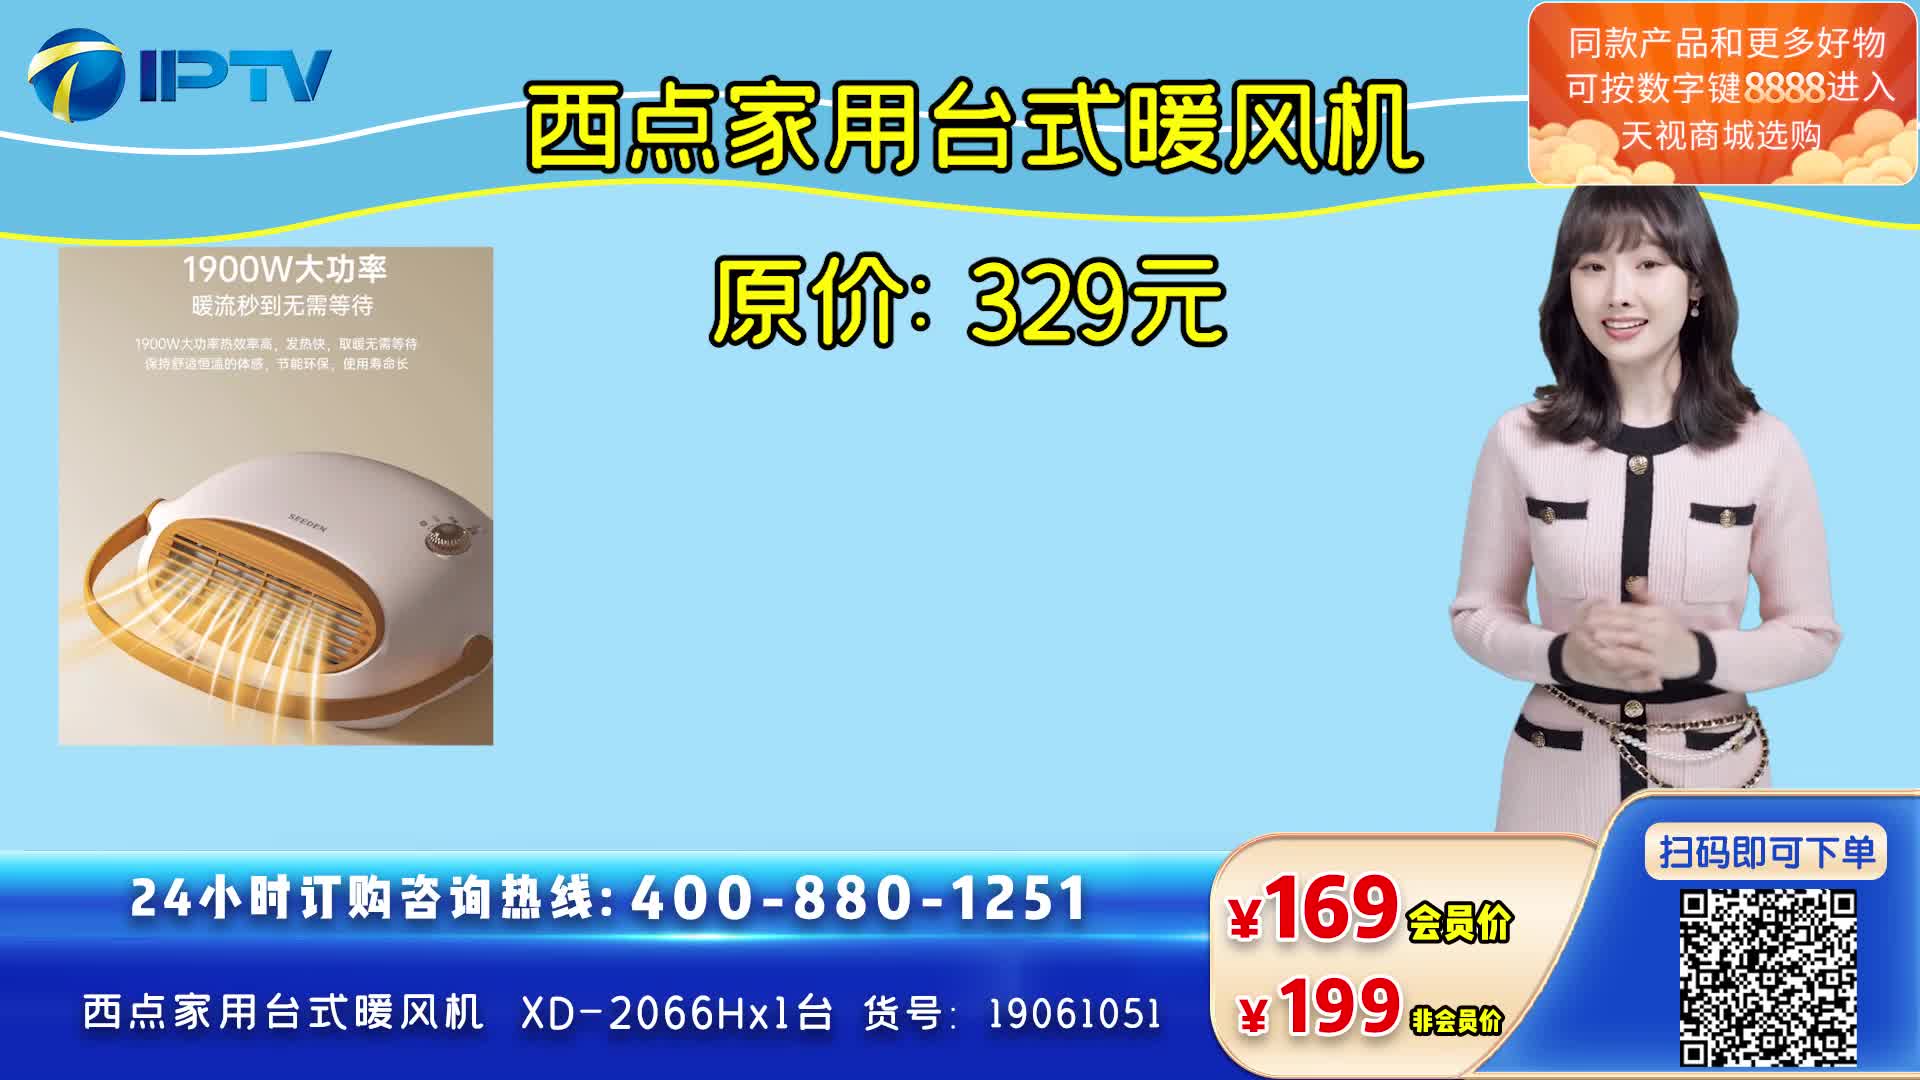 IPTV
同款产品和更多好物
可按数字键8888进入
天视商城选购
西点家用台式暖风机
原价：329元
1900W大功率
暖流秒到无需等待
1900W大功率热效率高，发热快，取暖无需等待
保持舒适恒温的体感，节能环保，使用寿命长
SEEDEN
24小时订购咨询热线：400-880-1251
西点家用台式暖风机 XD-2066Hx1台 货号：19061051
¥169会员价
¥199非会员价
扫码即可下单